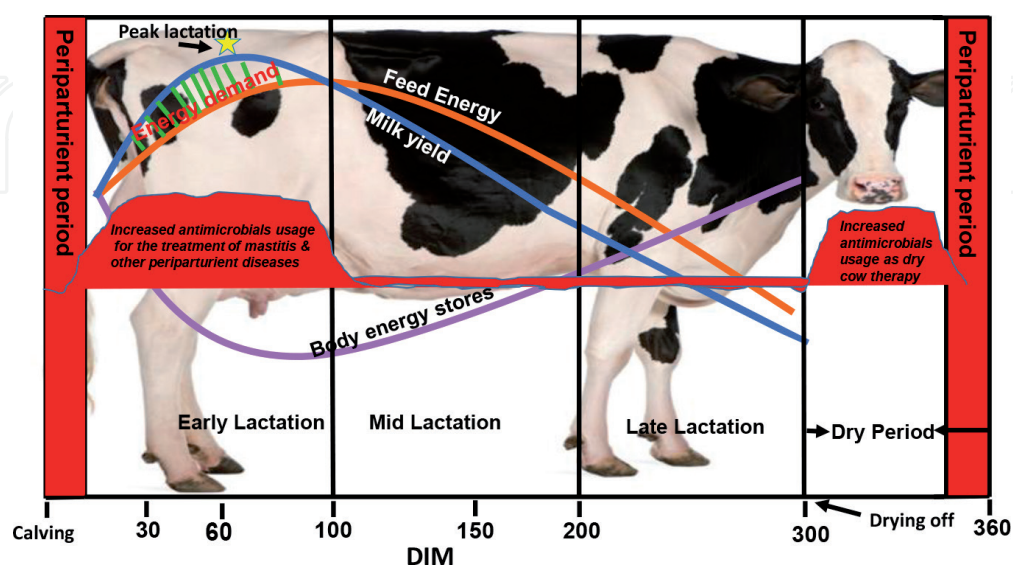 Peak lactation
Periparturient period
Periparturient period
Energy demand
Feed Energy
Milk yield
Increased antimicrobials usage
for the treatment of mastitis &
other periparturient diseases
Increased
antimicrobials
usage as dry
cow therapy
Body energy stores
Early Lactation
Mid Lactation
Late Lactation
Dry Period
Calving
30
60
100
150
200
300
Drying off
360
DIM